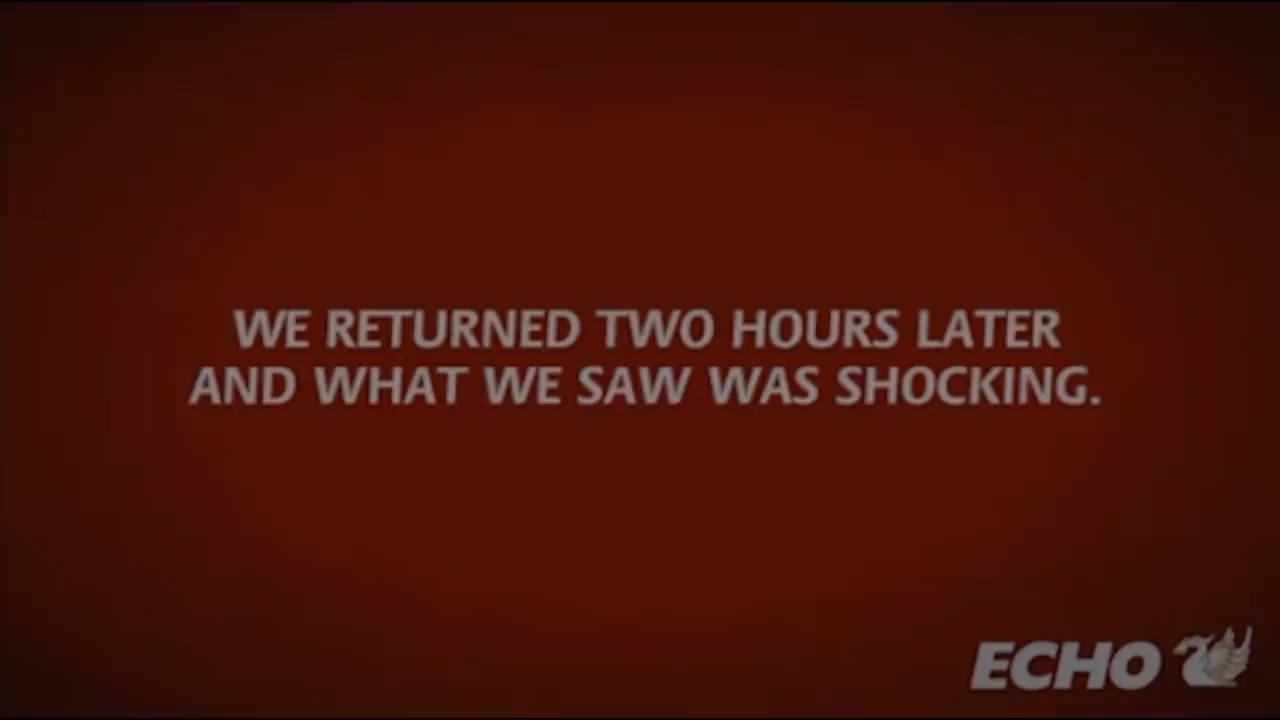 WE RETURNED TWO HOURS LATER
AND WHAT WE SAW WAS SHOCKING.
ECHO